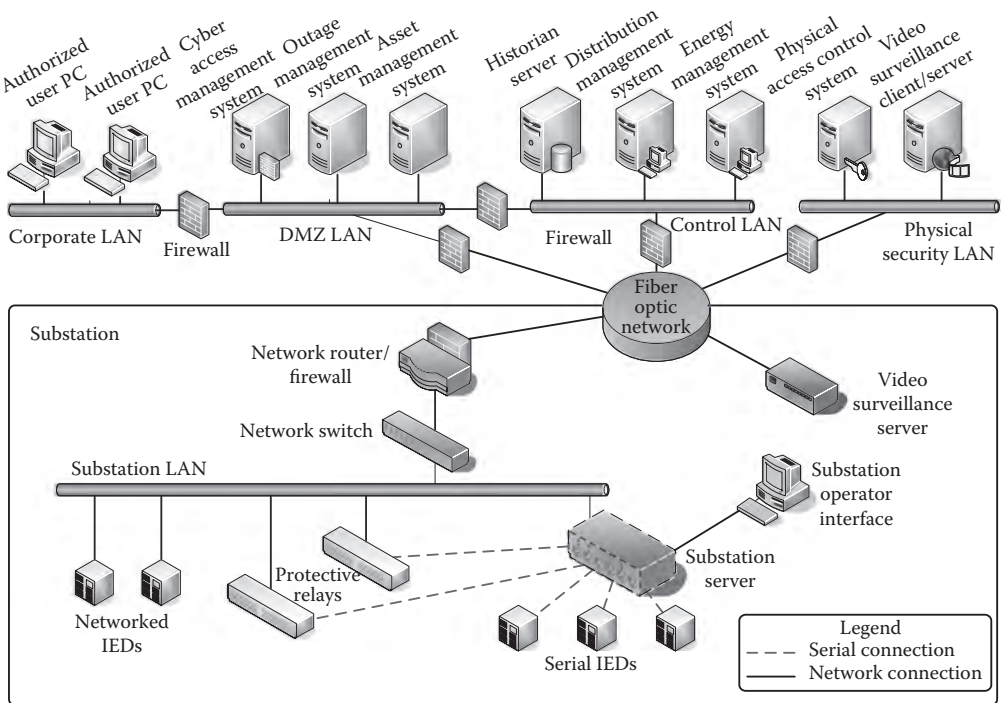 Authorized
user PC
Authorized
user PC
Cyber
access
management
system
Outage
management
system
Asset
management
system
Historian
server
Distribution
management
system
Energy
management
system
Physical
access control
system
Video
surveillance
client/server
Corporate LAN
Firewall
DMZ LAN
Firewall
Control LAN
Physical
security LAN
Fiber
optic
network
Substation
Network router/
firewall
Video
surveillance
server
Network switch
Substation LAN
Substation
operator
interface
Substation
server
Protective
relays
Networked
IEDs
Serial IEDs
Legend
Serial connection
Network connection